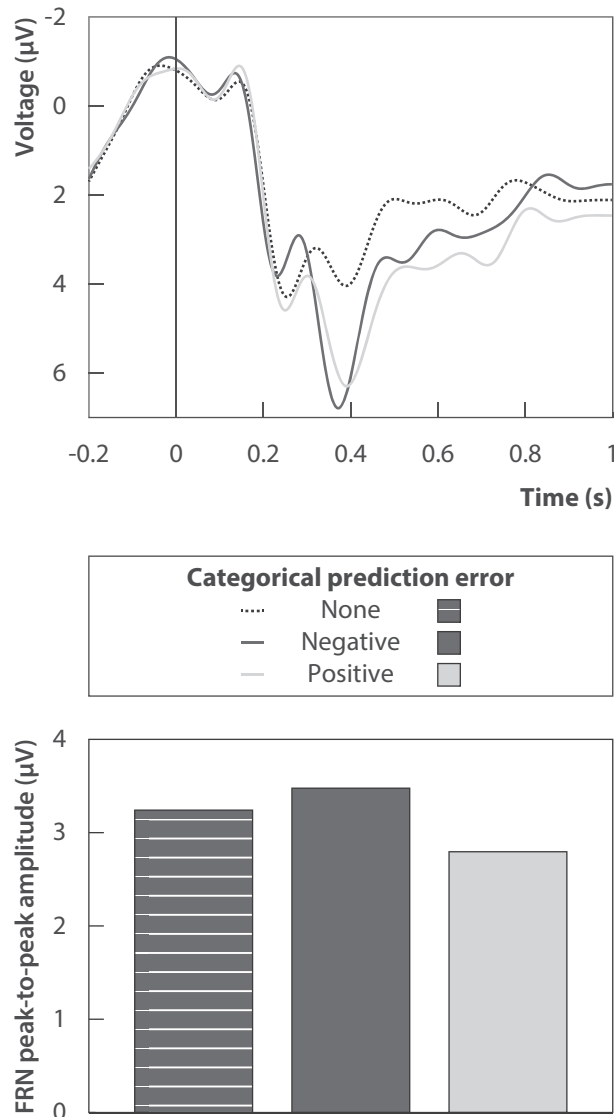 Voltage (µV)
-2
0
2
4
6
-0.2 0 0.2 0.4 0.6 0.8 1
Time (s)
Categorical prediction error
None
Negative
Positive
FRN peak-to-peak amplitude (µV)
4
3
2
1
0